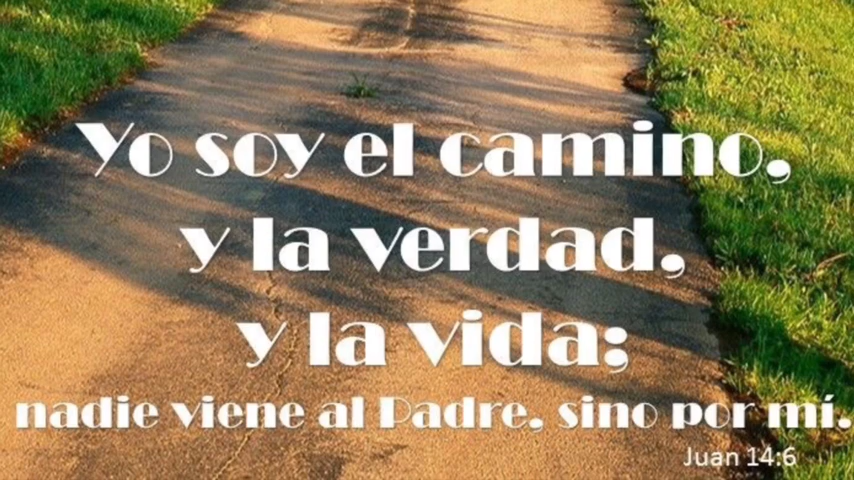 Yo soy el camino,
y la verdad,
y la vida;
nadie viene al Padre, sino por mí.
Juan 14:6